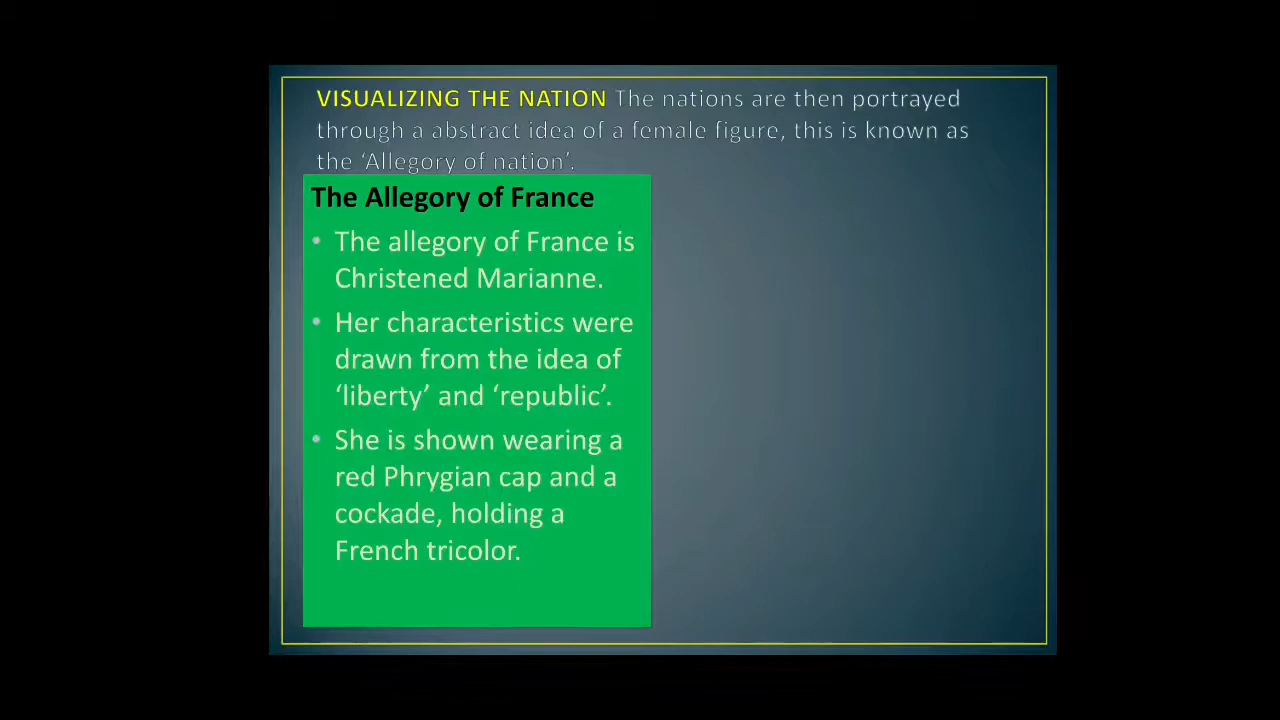 VISUALIZING THE NATION The nations are then portrayed
through a abstract idea of a female figure, this is known as
the ‘Allegory of nation’.
The Allegory of France
• The allegory of France is
Christened Marianne.
• Her characteristics were
drawn from the idea of
‘liberty’ and ‘republic’.
• She is shown wearing a
red Phrygian cap and a
cockade, holding a
French tricolor.